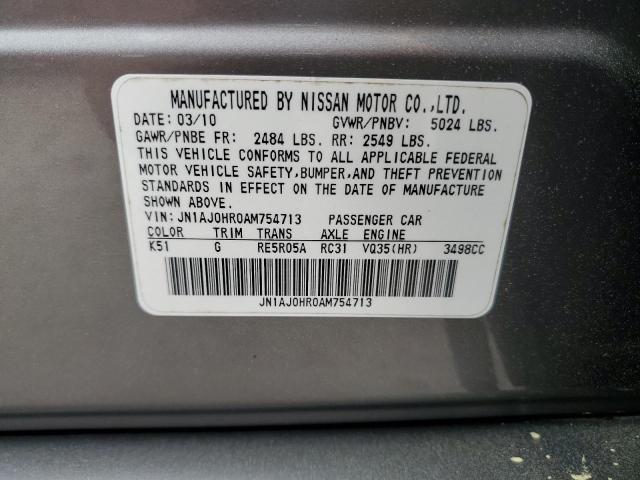 MANUFACTURED BY NISSAN MOTOR CO.,LTD.
DATE: 03/10 GVWR/PNBV: 5024 LBS.
GAWR/PNBE FR: 2484 LBS. RR: 2549 LBS.
THIS VEHICLE CONFORMS TO ALL APPLICABLE FEDERAL
MOTOR VEHICLE SAFETY,BUMPER,AND THEFT PREVENTION
STANDARDS IN EFFECT ON THE DATE OF MANUFACTURE
SHOWN ABOVE.
VIN: JN1AJ0HR0AM754713 PASSENGER CAR
COLOR TRIM TRANS AXLE ENGINE
K51 G RE5R05A RC31 VQ35(HR) 3498CC
JN1AJ0HR0AM754713